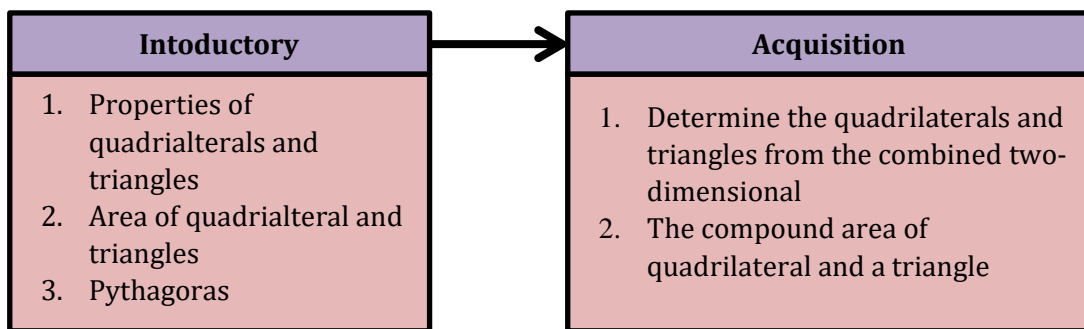 Intoductory
1. Properties of
quadrialterals and
triangles
2. Area of quadrialteral and
triangles
3. Pythagoras
Acquisition
1. Determine the quadrilaterals and
triangles from the combined two-
dimensional
2. The compound area of
quadrilateral and a triangle